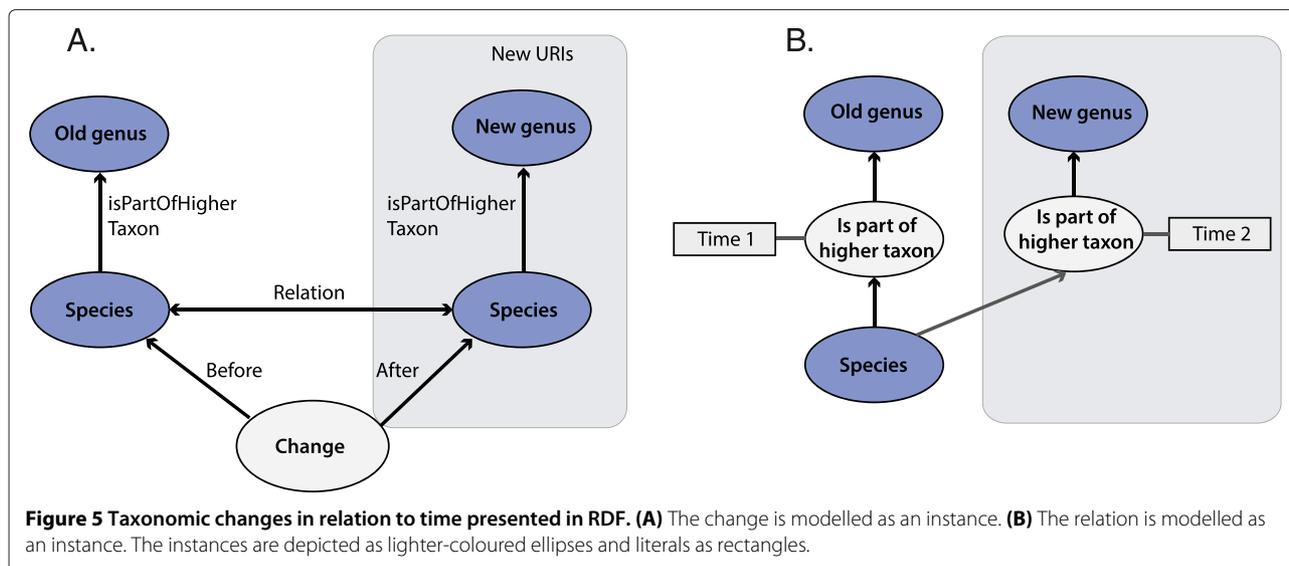 A.
New URIs
Old genus
New genus
isPartOfHigher
Taxon
isPartOfHigher
Taxon
Relation
Species
Species
Before
After
Change
B.
Old genus
New genus
Time 1
Is part of
higher taxon
Is part of
higher taxon
Time 2
Species
Figure 5 Taxonomic changes in relation to time presented in RDF. (A) The change is modelled as an instance. (B) The relation is modelled as
an instance. The instances are depicted as lighter-coloured ellipses and literals as rectangles.